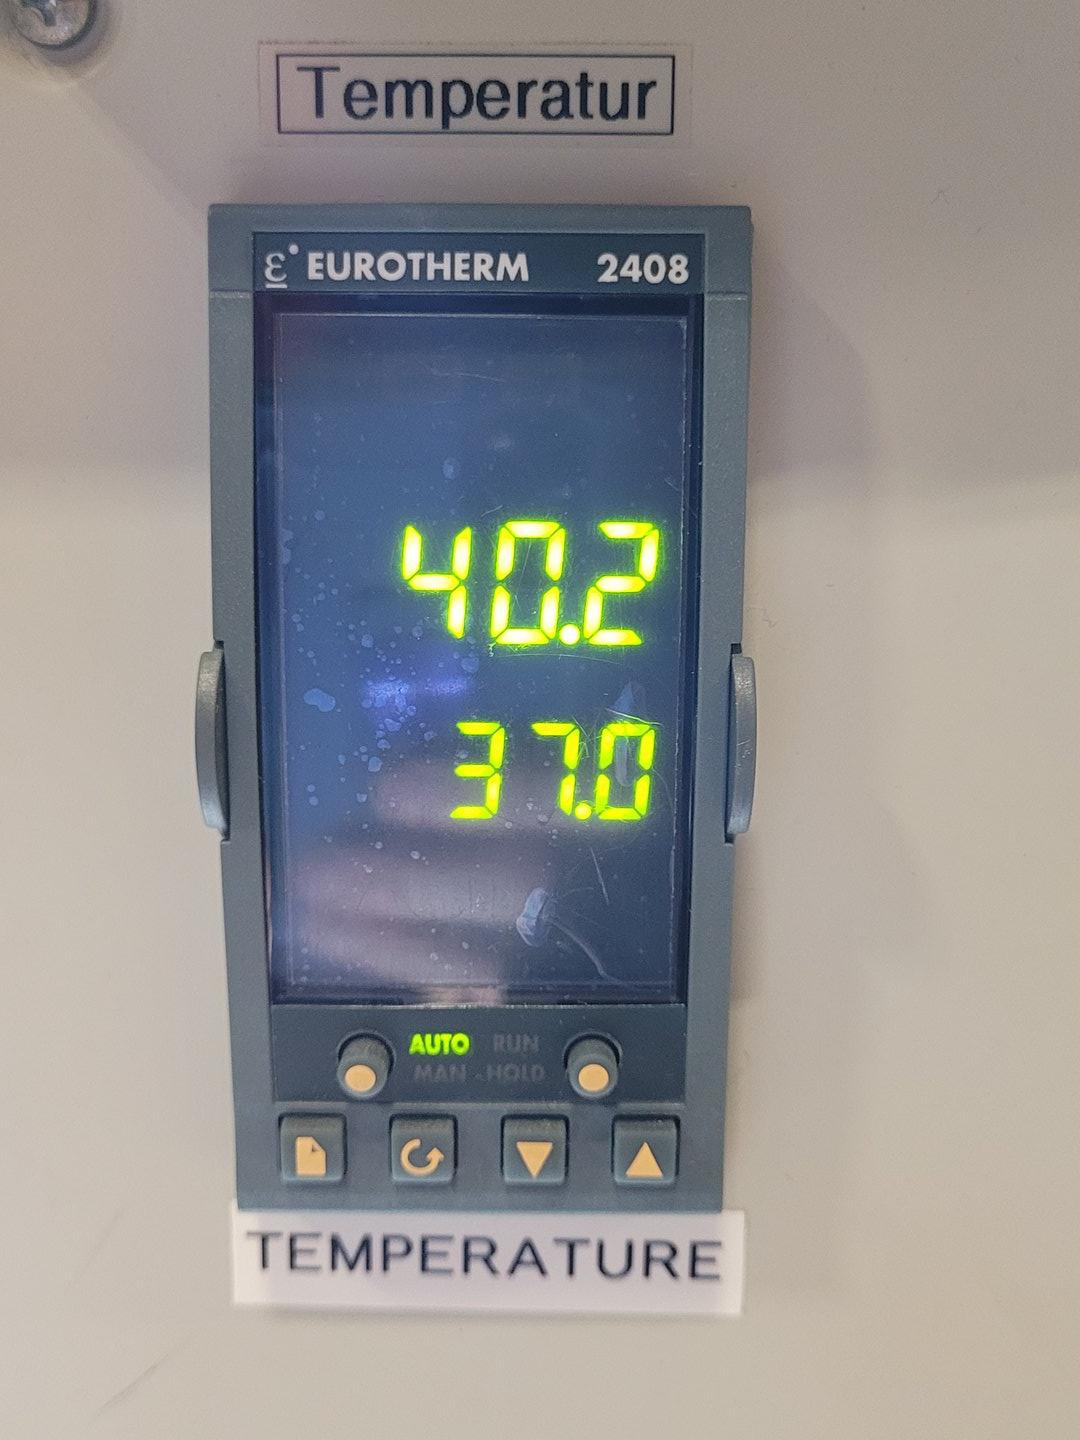 Temperatur
ε EUROTHERM 2408
40.2
37.0
AUTO RUN
MAN HOLD
TEMPERATURE